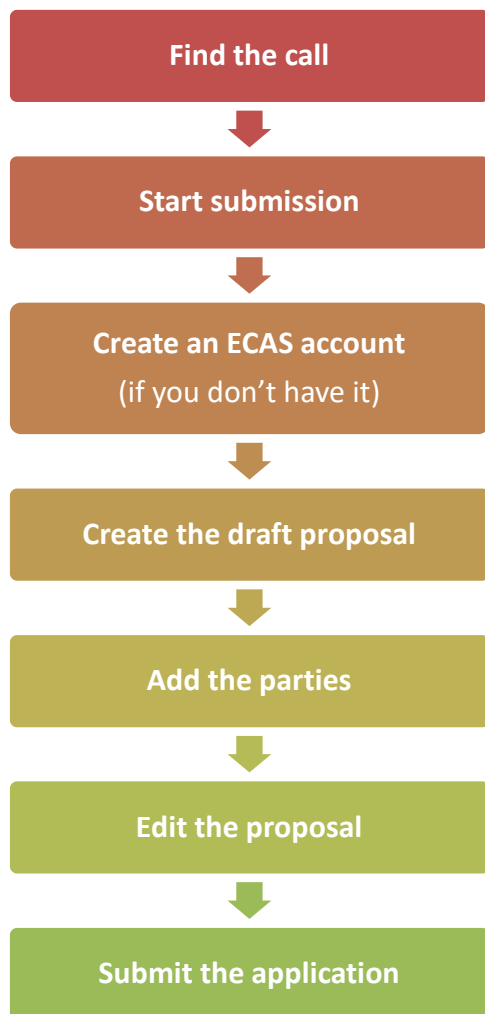 Find the call
Start submission
Create an ECAS account
(if you don’t have it)
Create the draft proposal
Add the parties
Edit the proposal
Submit the application